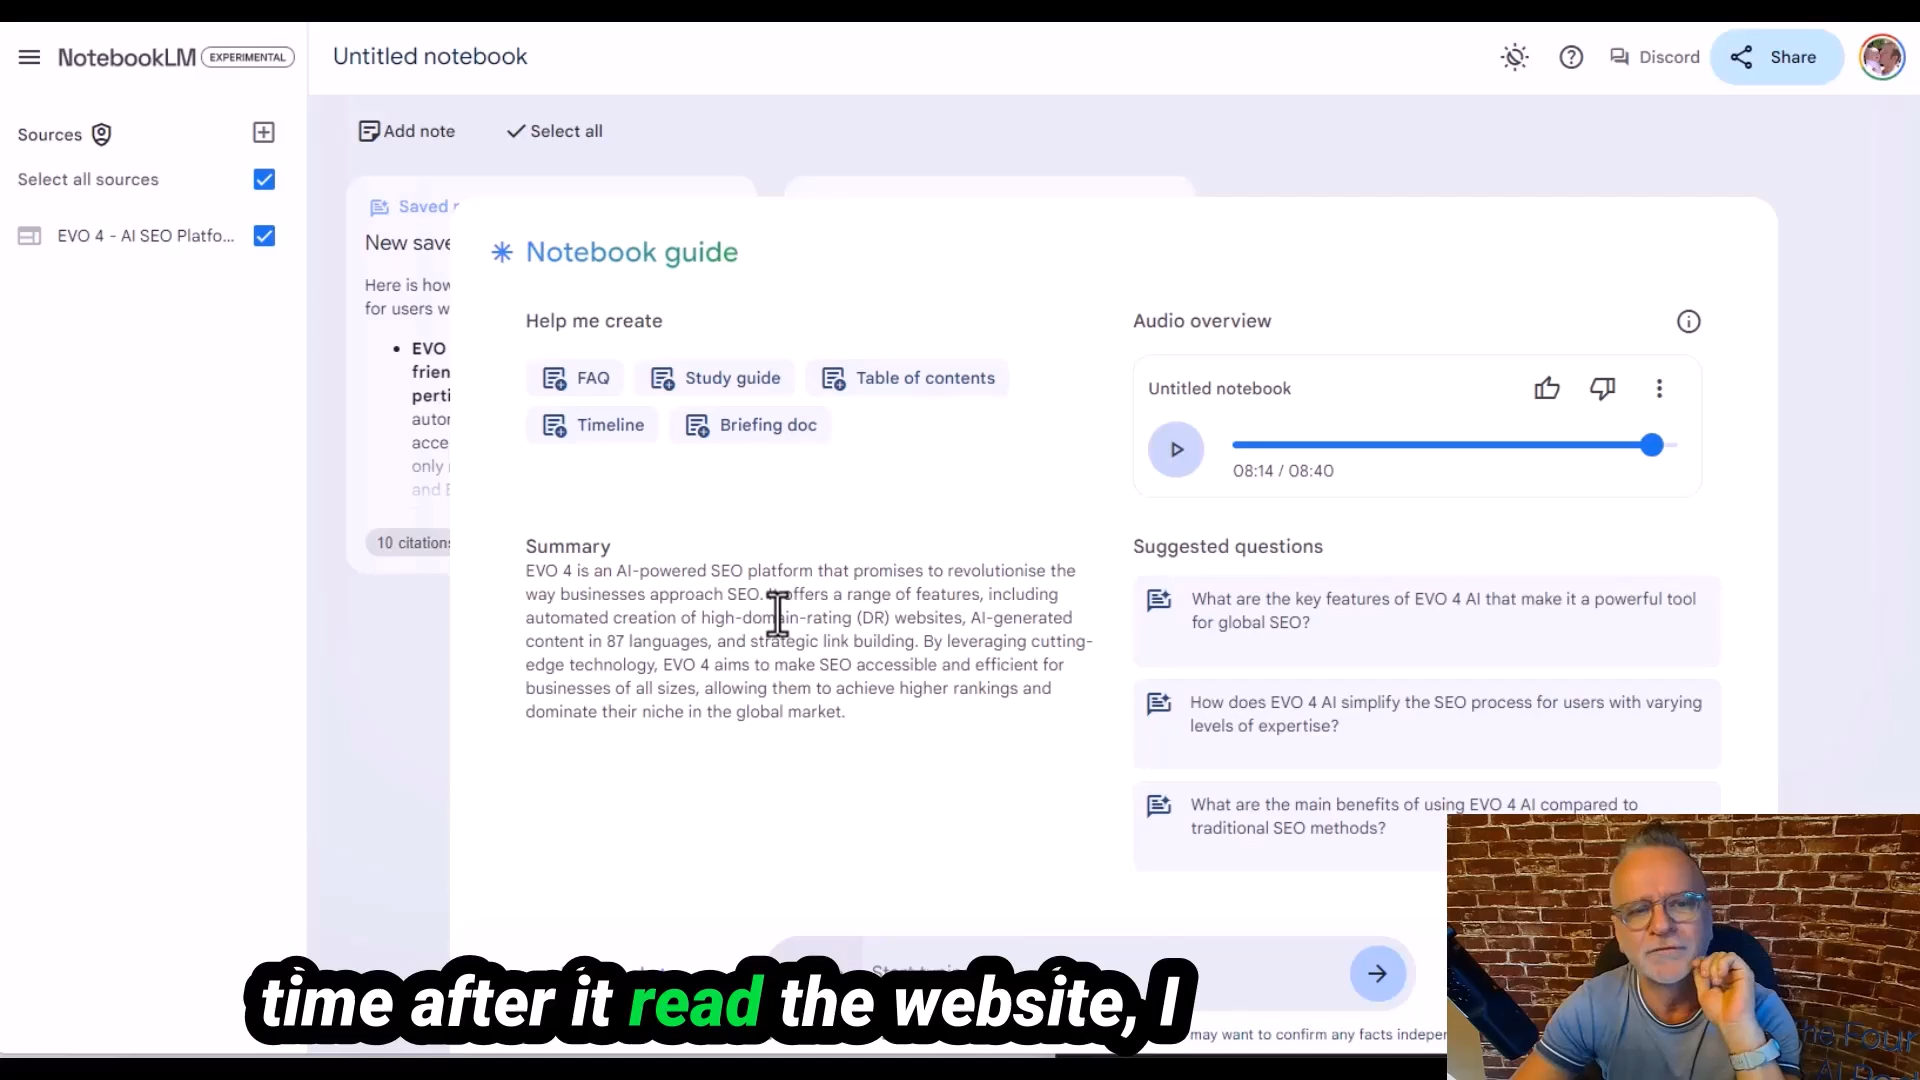 NotebookLM EXPERIMENTAL
Untitled notebook
Discord
Share
Sources
Select all sources
EVO 4 - AI SEO Platfo...
Add note
Select all
Saved
New save
Here is how
for users w
EVO
frien
perti
auton
acce
only
and
10 citations
Notebook guide
Help me create
FAQ
Study guide
Table of contents
Timeline
Briefing doc
Audio overview
Untitled notebook
08:14 / 08:40
Summary
EVO 4 is an AI-powered SEO platform that promises to revolutionise the
way businesses approach SEO. offers a range of features, including
automated creation of high-domain-rating (DR) websites, AI-generated
content in 87 languages, and strategic link building. By leveraging cutting-
edge technology, EVO 4 aims to make SEO accessible and efficient for
businesses of all sizes, allowing them to achieve higher rankings and
dominate their niche in the global market.
Suggested questions
What are the key features of EVO 4 AI that make it a powerful tool
for global SEO?
How does EVO 4 AI simplify the SEO process for users with varying
levels of expertise?
What are the main benefits of using EVO 4 AI compared to
traditional SEO methods?
time after it read the website, I
may want to confirm any facts indepen
The Four